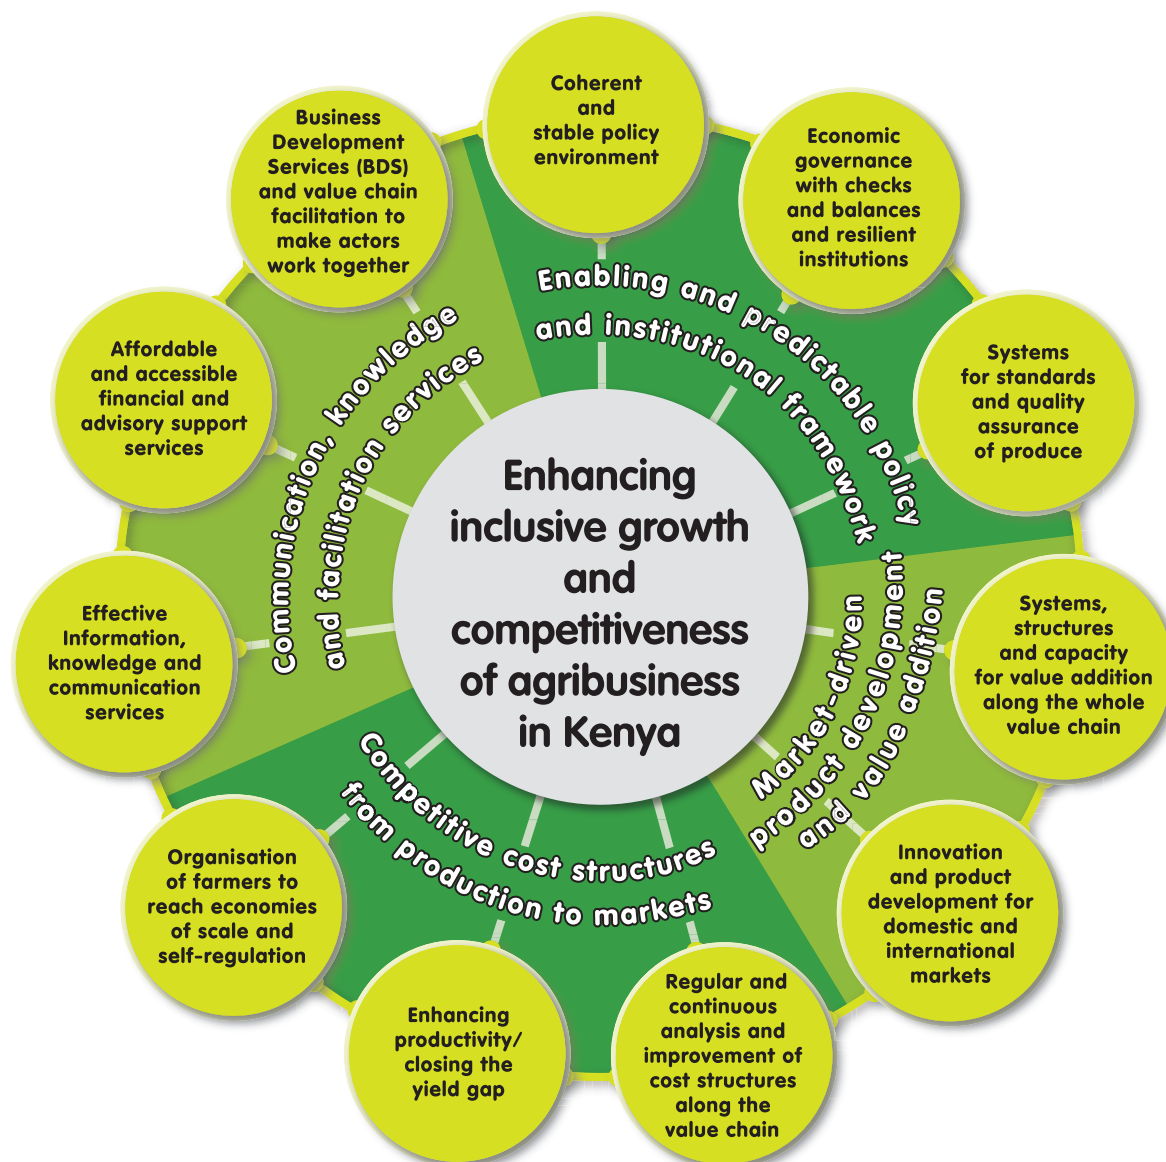 Coherent
and
stable policy
environment
Economic
governance
with checks
and balances
and resilient
institutions
Systems
for standards
and quality
assurance
of produce
Systems,
structures
and capacity
for value addition
along the whole
value chain
Innovation
and product
development for
domestic and
international
markets
Regular and
continuous
analysis and
improvement of
cost structures
along the
value chain
Enhancing
productivity/
closing the
yield gap
Organisation
of farmers to
reach economies
of scale and
self-regulation
Effective
Information,
knowledge and
communication
services
Affordable
and accessible
financial and
advisory support
services
Business
Development
Services (BDS)
and value chain
facilitation to
make actors
work together
Enabling and predictable policy
and institutional framework
Market-driven
product development
and value addition
Competitive cost structures
from production to markets
Communication, knowledge
and facilitation services
Enhancing
inclusive growth
and
competitiveness
of agribusiness
in Kenya